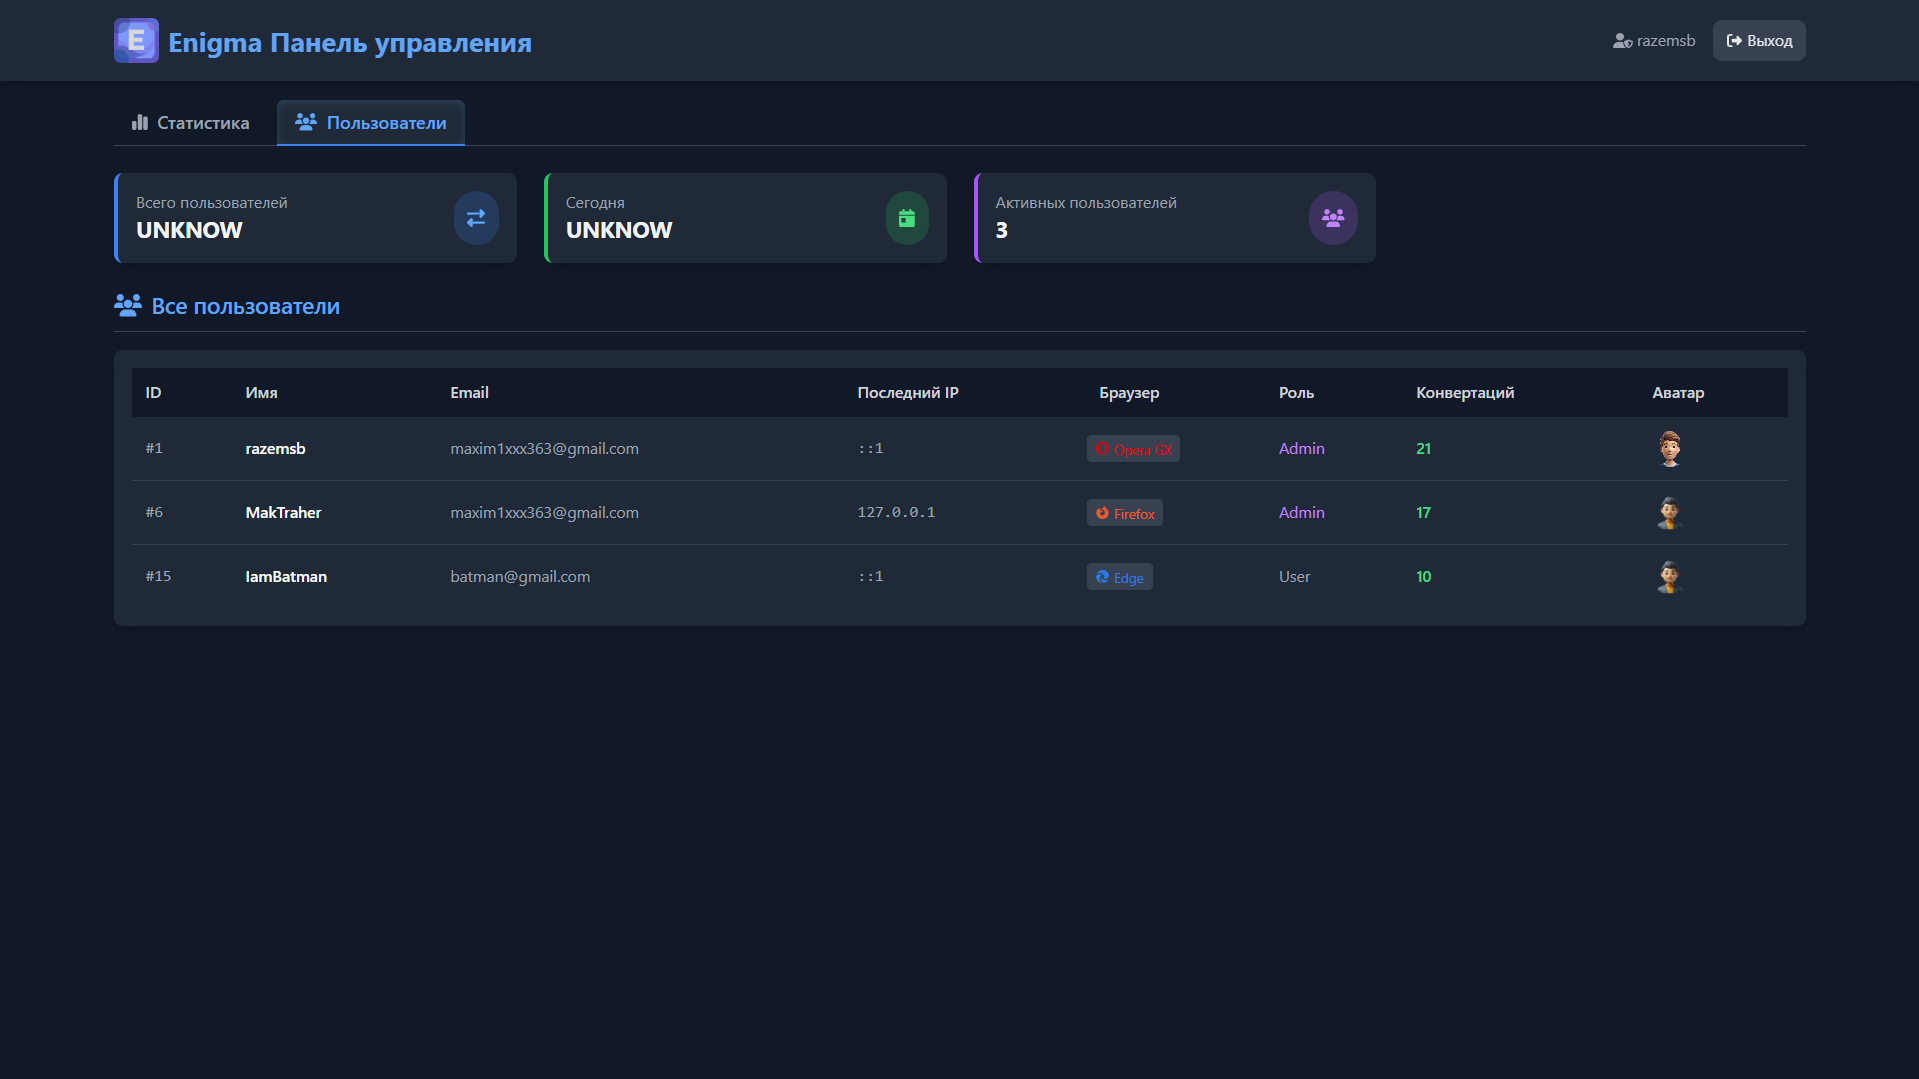 E Enigma Панель управления
razemsb Выход
Статистика Пользователи
Всего пользователей
UNKNOW
Сегодня
UNKNOW
Активных пользователей
3
Все пользователи
ID Имя Email Последний IP Браузер Роль Конвертаций Аватар
#1 razemsb maxim1xxx363@gmail.com ::1 Opera GX Admin 21
#6 MakTraher maxim1xxx363@gmail.com 127.0.0.1 Firefox Admin 17
#15 IamBatman batman@gmail.com ::1 Edge User 10